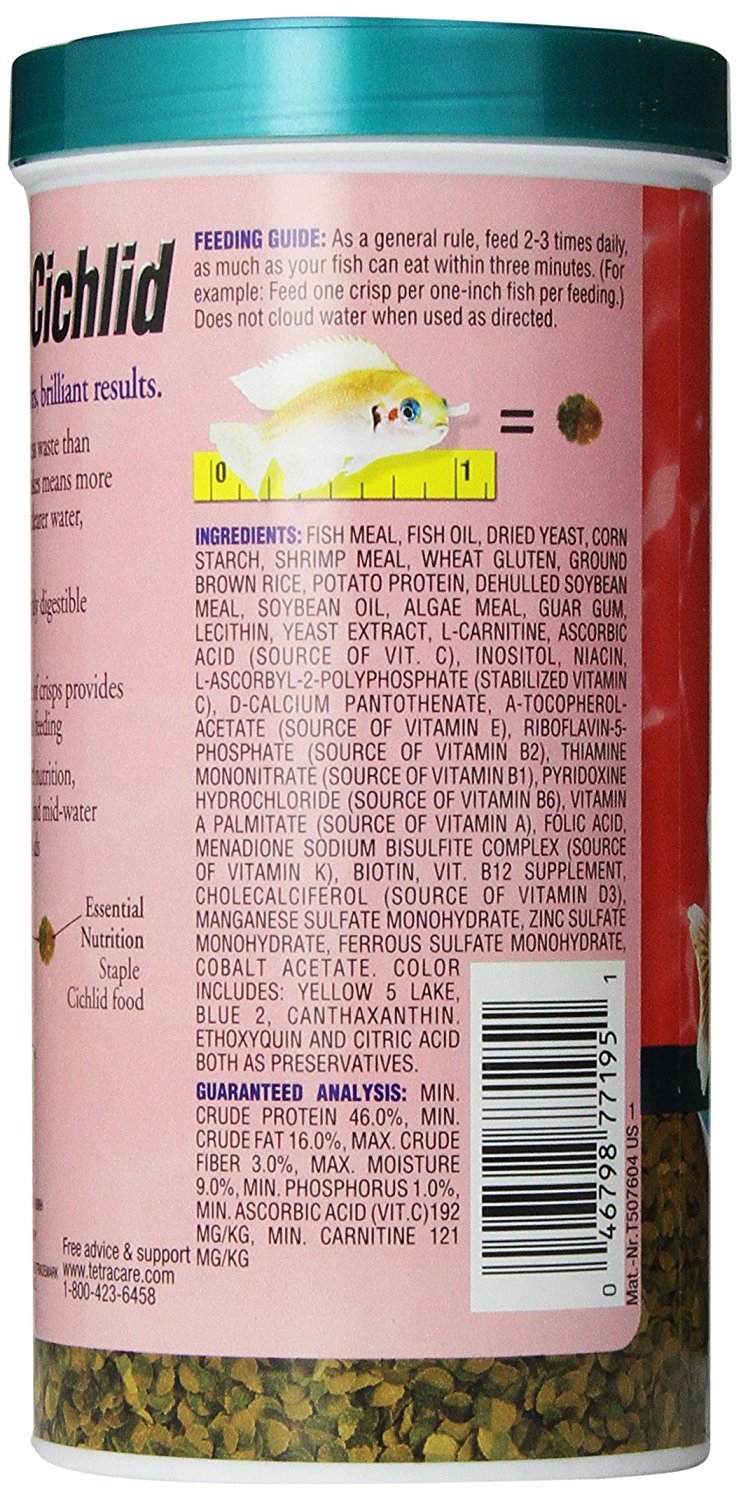 Cichlid
brilliant results.
waste than
means more
water,
digestible
crisps provides
feeding
nutrition,
mid-water
Essential
Nutrition
Staple
Cichlid food
Free advice & support
www.tetracare.com
1-800-423-6458
FEEDING GUIDE: As a general rule, feed 2-3 times daily,
as much as your fish can eat within three minutes. (For
example: Feed one crisp per one-inch fish per feeding.)
Does not cloud water when used as directed.
=
0 1
INGREDIENTS: FISH MEAL, FISH OIL, DRIED YEAST, CORN
STARCH, SHRIMP MEAL, WHEAT GLUTEN, GROUND
BROWN RICE, POTATO PROTEIN, DEHULLED SOYBEAN
MEAL, SOYBEAN OIL, ALGAE MEAL, GUAR GUM,
LECITHIN, YEAST EXTRACT, L-CARNITINE, ASCORBIC
ACID (SOURCE OF VIT. C), INOSITOL, NIACIN,
L-ASCORBYL-2-POLYPHOSPHATE (STABILIZED VITAMIN
C), D-CALCIUM PANTOTHENATE, A-TOCOPHEROL-
ACETATE (SOURCE OF VITAMIN E), RIBOFLAVIN-5-
PHOSPHATE (SOURCE OF VITAMIN B2), THIAMINE
MONONITRATE (SOURCE OF VITAMIN B1), PYRIDOXINE
HYDROCHLORIDE (SOURCE OF VITAMIN B6), VITAMIN
A PALMITATE (SOURCE OF VITAMIN A), FOLIC ACID,
MENADIONE SODIUM BISULFITE COMPLEX (SOURCE
OF VITAMIN K), BIOTIN, VIT. B12 SUPPLEMENT,
CHOLECALCIFEROL (SOURCE OF VITAMIN D3),
MANGANESE SULFATE MONOHYDRATE, ZINC SULFATE
MONOHYDRATE, FERROUS SULFATE MONOHYDRATE,
COBALT ACETATE. COLOR
INCLUDES: YELLOW 5 LAKE,
BLUE 2, CANTHAXANTHIN.
ETHOXYQUIN AND CITRIC ACID
BOTH AS PRESERVATIVES.
GUARANTEED ANALYSIS: MIN.
CRUDE PROTEIN 46.0%, MIN.
CRUDE FAT 16.0%, MAX. CRUDE
FIBER 3.0%, MAX. MOISTURE
9.0%, MIN. PHOSPHORUS 1.0%,
MIN. ASCORBIC ACID (VIT.C)192
MG/KG, MIN. CARNITINE 121
MG/KG
0 46798 77195 1
Mat.-Nr.T507604 US